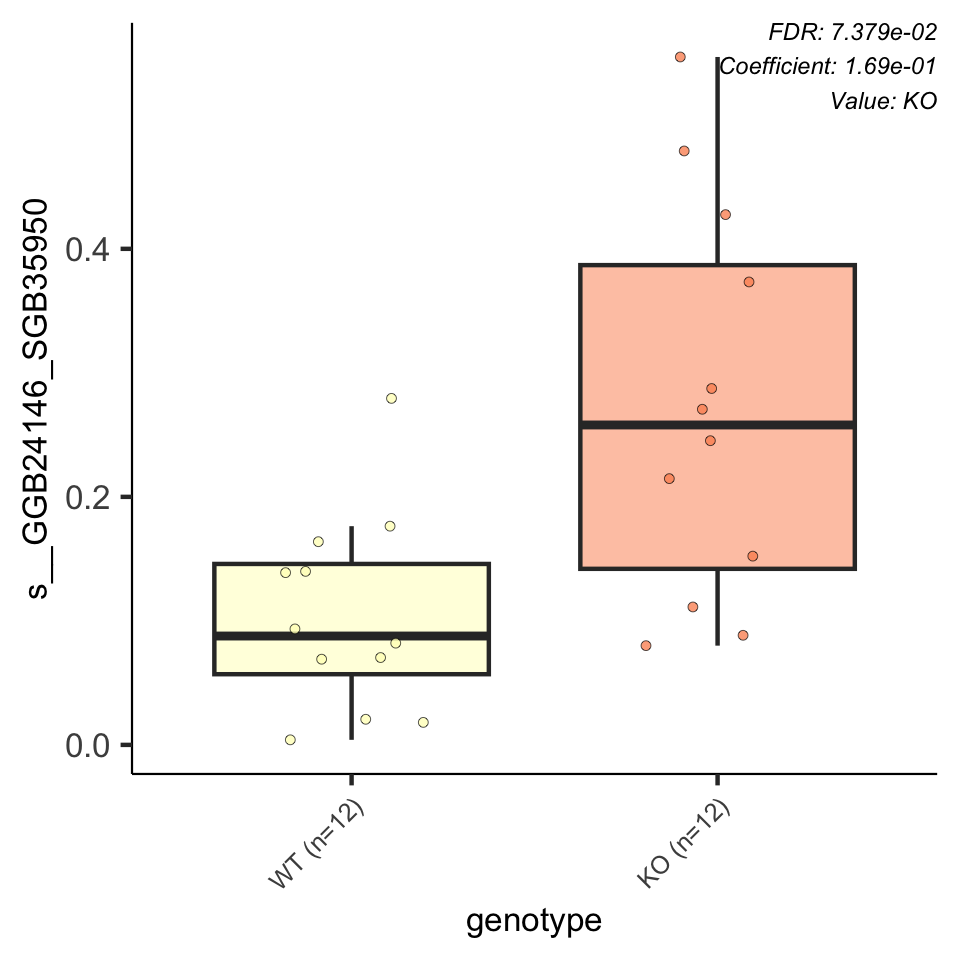 FDR: 7.379e-02
Coefficient: 1.69e-01
Value: KO
s__GGB24146_SGB35950
0.4
0.2
0.0
WT (n=12)
KO (n=12)
genotype